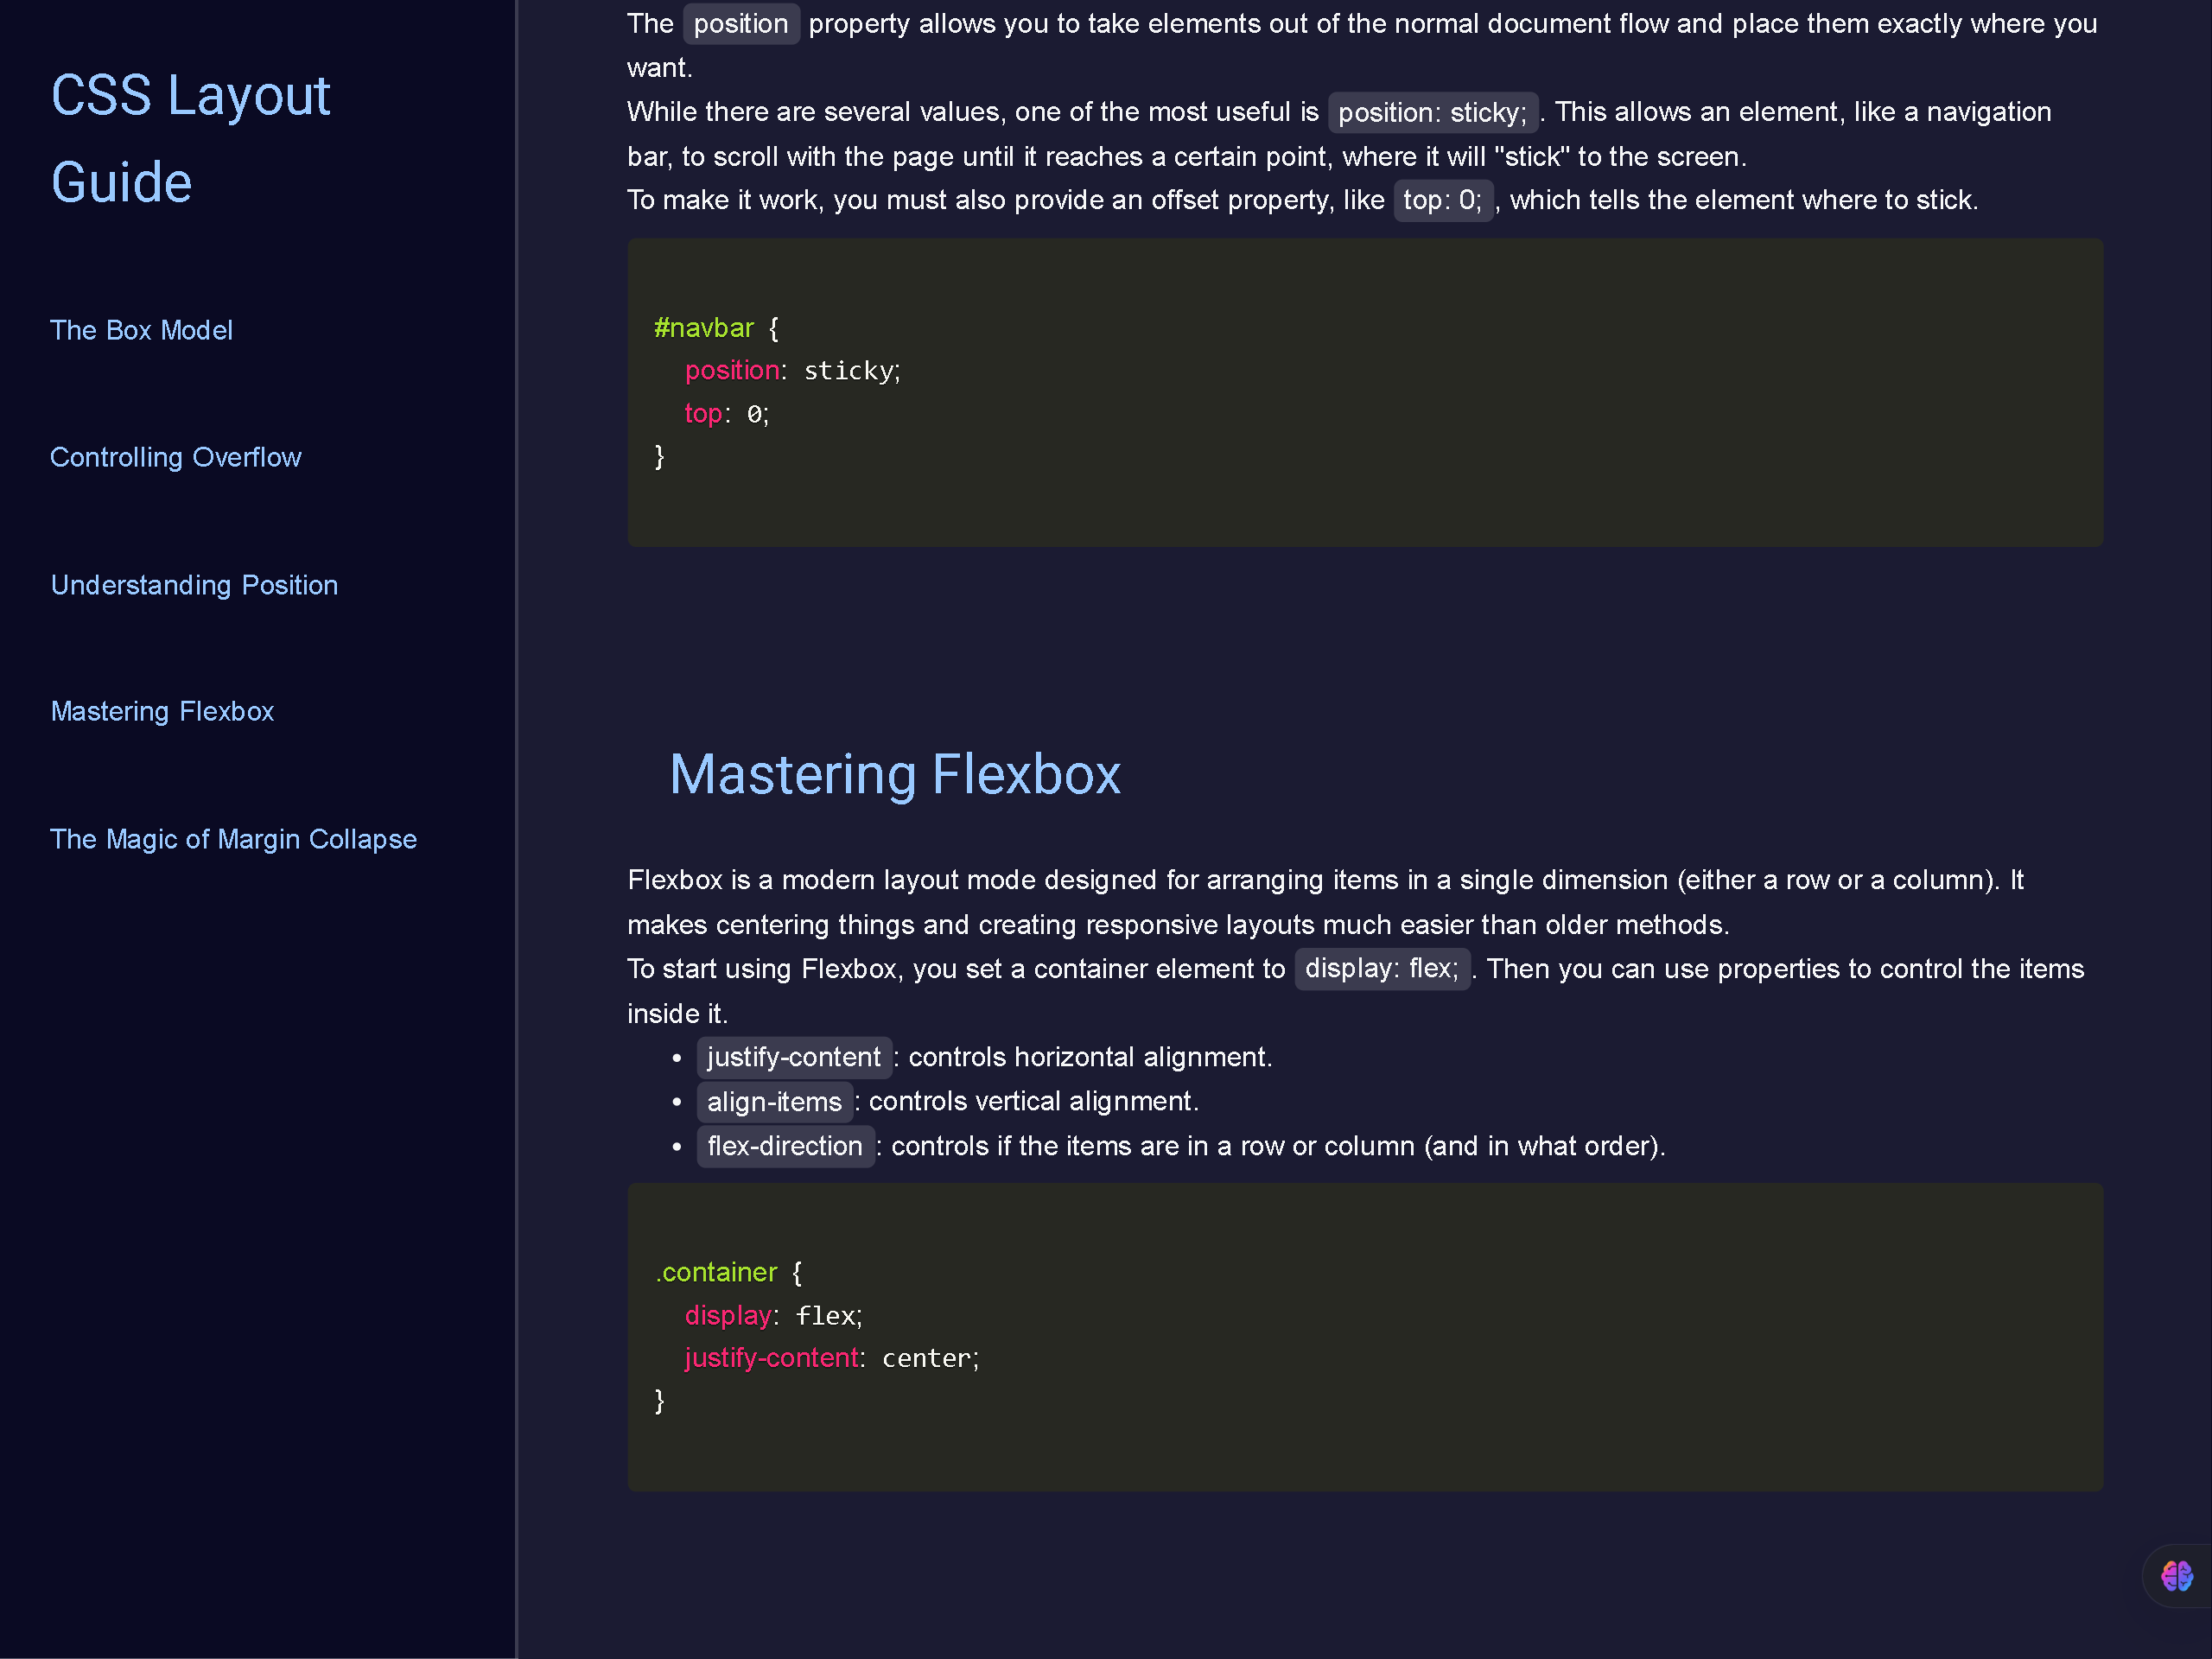 CSS Layout
Guide
The Box Model
Controlling Overflow
Understanding Position
Mastering Flexbox
The Magic of Margin Collapse
The position property allows you to take elements out of the normal document flow and place them exactly where you
want.
While there are several values, one of the most useful is position: sticky; . This allows an element, like a navigation
bar, to scroll with the page until it reaches a certain point, where it will "stick" to the screen.
To make it work, you must also provide an offset property, like top: 0; , which tells the element where to stick.
#navbar {
  position: sticky;
  top: 0;
}
Mastering Flexbox
Flexbox is a modern layout mode designed for arranging items in a single dimension (either a row or a column). It
makes centering things and creating responsive layouts much easier than older methods.
To start using Flexbox, you set a container element to display: flex; . Then you can use properties to control the items
inside it.
• justify-content : controls horizontal alignment.
• align-items : controls vertical alignment.
• flex-direction : controls if the items are in a row or column (and in what order).
.container {
  display: flex;
  justify-content: center;
}